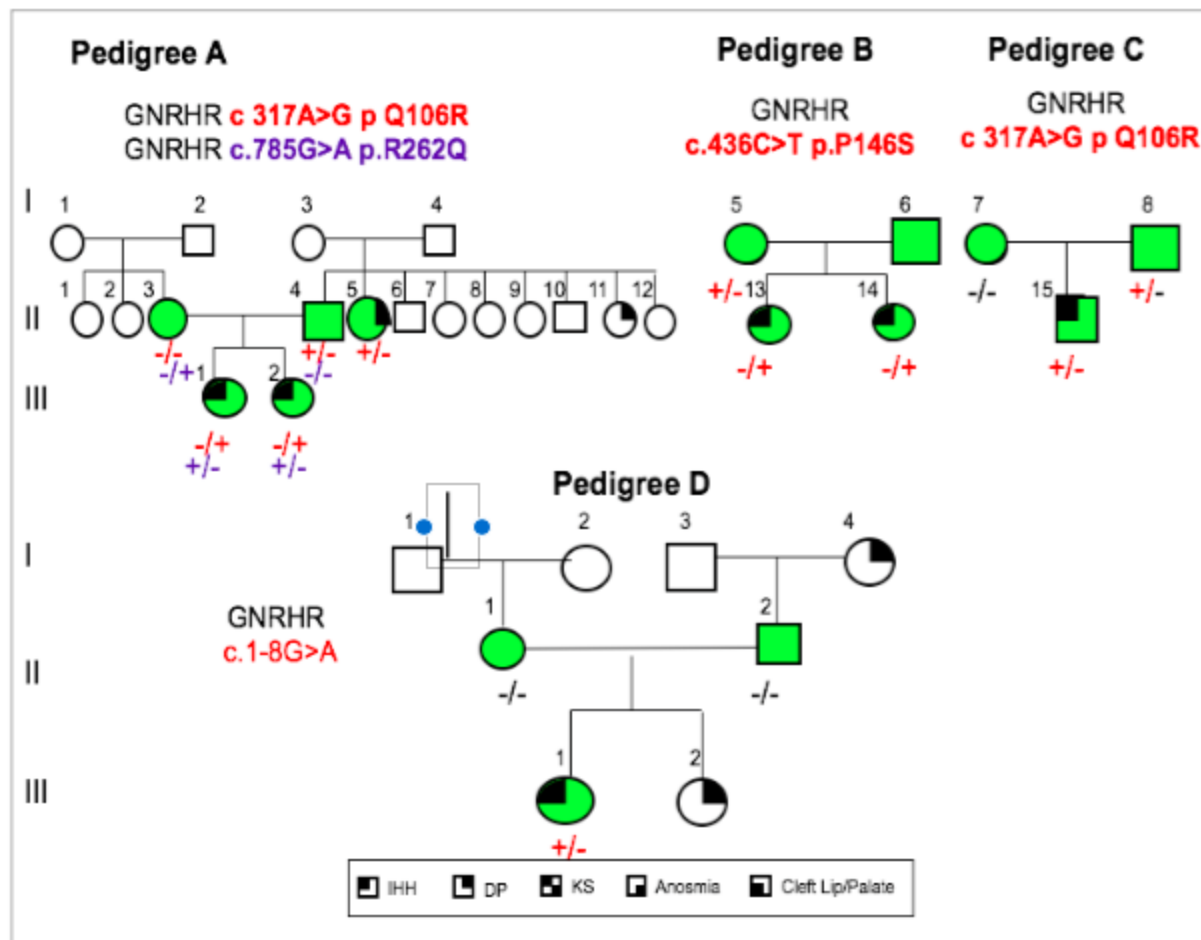 Pedigree A
Pedigree B
Pedigree C
GNRHR c 317A>G p Q106R
GNRHR c.785G>A p.R262Q
GNRHR
c.436C>T p.P146S
GNRHR
c 317A>G p Q106R
I
1 2 3 4 5 6 7 8
II
1 2 3 4 5 6 7 8 9 10 11 12 13 14 15
-/- +/- +/- +/- -/+ -/+ -/- +/- +/-
-/+ -/-
III
1 2
-/+ -/+
+/- +/-
Pedigree D
I
1 2 3 4
GNRHR
c.1-8G>A
II
1 2
-/- -/-
III
1 2
+/-
IHH DP KS Anosmia Cleft Lip/Palate